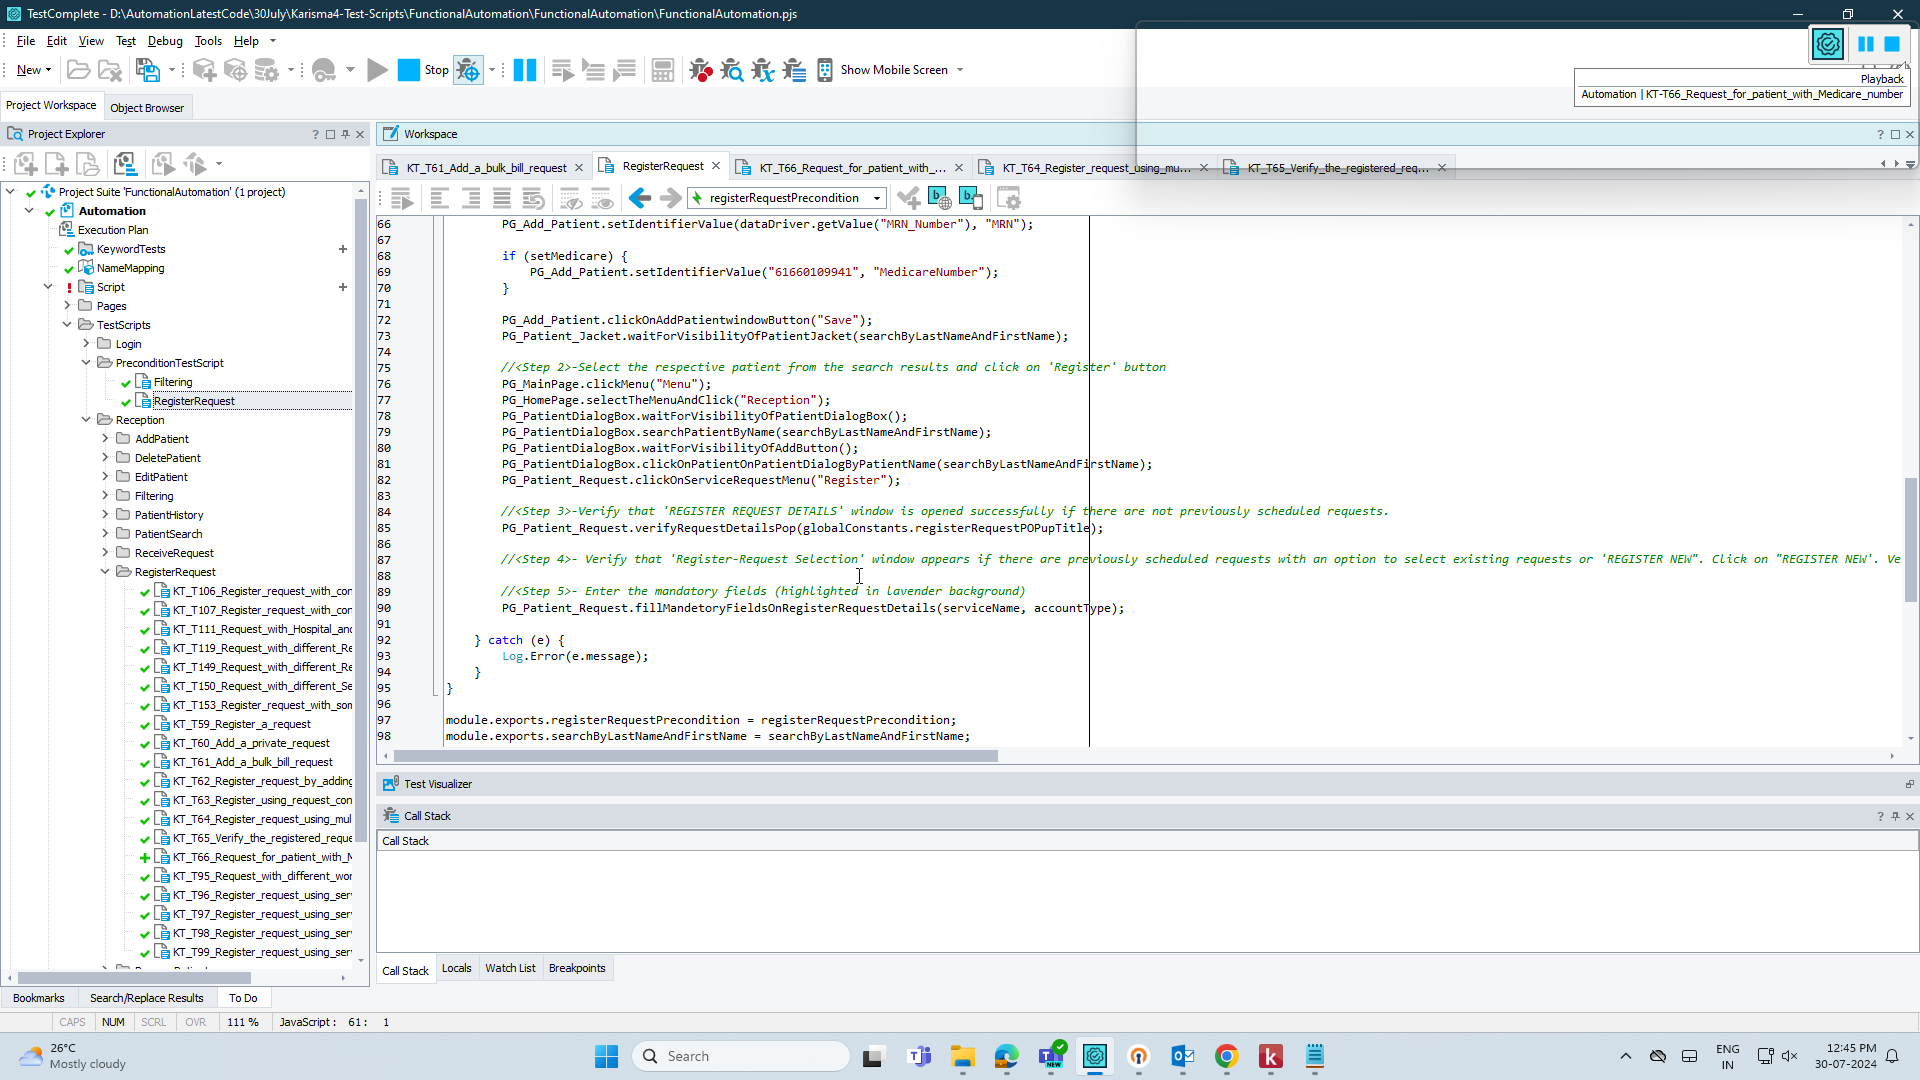 TestComplete - D:\AutomationLatestCode\30July\Karisma4-Test-Scripts\FunctionalAutomation\FunctionalAutomation\FunctionalAutomation.pjs
File Edit View Test Debug Tools Help
New Stop Show Mobile Screen
Playback
Automation | KT-T66_Request_for_patient_with_Medicare_number
Project Workspace Object Browser
Project Explorer
Workspace
KT_T61_Add_a_bulk_bill_request RegisterRequest KT_T66_Request_for_patient_with_... KT_T64_Register_request_using_mu... KT_T65_Verify_the_registered_req...
registerRequestPrecondition
Project Suite 'FunctionalAutomation' (1 project)
Automation
Execution Plan
KeywordTests
NameMapping
Script
Pages
TestScripts
Login
PreconditionTestScript
Filtering
RegisterRequest
Reception
AddPatient
DeletePatient
EditPatient
Filtering
PatientHistory
PatientSearch
ReceiveRequest
RegisterRequest
KT_T106_Register_request_with_con
KT_T107_Register_request_with_con
KT_T111_Request_with_Hospital_and
KT_T119_Request_with_different_Re
KT_T149_Request_with_different_Re
KT_T150_Request_with_different_Se
KT_T153_Register_request_with_son
KT_T59_Register_a_request
KT_T60_Add_a_private_request
KT_T61_Add_a_bulk_bill_request
KT_T62_Register_request_by_adding
KT_T63_Register_using_request_con
KT_T64_Register_request_using_mul
KT_T65_Verify_the_registered_reque
KT_T66_Request_for_patient_with_M
KT_T95_Request_with_different_wor
KT_T96_Register_request_using_ser
KT_T97_Register_request_using_ser
KT_T98_Register_request_using_ser
KT_T99_Register_request_using_ser
66 PG_Add_Patient.setIdentifierValue(dataDriver.getValue("MRN_Number"), "MRN");
67
68 if (setMedicare) {
69 PG_Add_Patient.setIdentifierValue("61660109941", "MedicareNumber");
70 }
71
72 PG_Add_Patient.clickOnAddPatientwindowButton("Save");
73 PG_Patient_Jacket.waitForVisibilityOfPatientJacket(searchByLastNameAndFirstName);
74
75 //<Step 2>-Select the respective patient from the search results and click on 'Register' button
76 PG_MainPage.clickMenu("Menu");
77 PG_HomePage.selectTheMenuAndClick("Reception");
78 PG_PatientDialogBox.waitForVisibilityOfPatientDialogBox();
79 PG_PatientDialogBox.searchPatientByName(searchByLastNameAndFirstName);
80 PG_PatientDialogBox.waitForVisibilityOfAddButton();
81 PG_PatientDialogBox.clickOnPatientOnPatientDialogByPatientName(searchByLastNameAndFirstName);
82 PG_Patient_Request.clickOnServiceRequestMenu("Register");
83
84 //<Step 3>-Verify that 'REGISTER REQUEST DETAILS' window is opened successfully if there are not previously scheduled requests.
85 PG_Patient_Request.verifyRequestDetailsPop(globalConstants.registerRequestPOPupTitle);
86
87 //<Step 4>- Verify that 'Register-Request Selection' window appears if there are previously scheduled requests with an option to select existing requests or 'REGISTER NEW". Click on "REGISTER NEW'. Ve
88
89 //<Step 5>- Enter the mandatory fields (highlighted in lavender background)
90 PG_Patient_Request.fillMandetoryFieldsOnRegisterRequestDetails(serviceName, accountType);
91
92 } catch (e) {
93 Log.Error(e.message);
94 }
95 }
96
97 module.exports.registerRequestPrecondition = registerRequestPrecondition;
98 module.exports.searchByLastNameAndFirstName = searchByLastNameAndFirstName;
Test Visualizer
Call Stack
Call Stack
Call Stack Locals Watch List Breakpoints
Bookmarks Search/Replace Results To Do
CAPS NUM SCRL OVR 111 % JavaScript : 61 : 1
26°C
Mostly cloudy
Search
ENG
IN
12:45 PM
30-07-2024